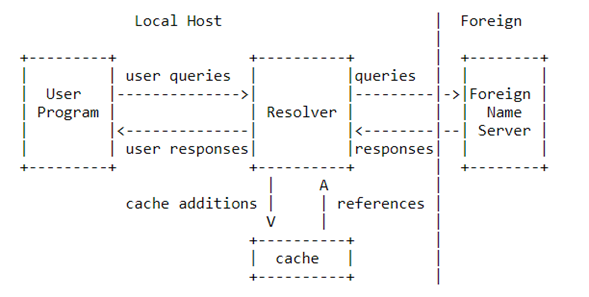 Local Host | Foreign
|
+---------+ +----------+ | +--------+
| | user queries | |queries | | |
| User |-------------->| |---------|->|Foreign |
| Program | | Resolver | | | Name |
| |<--------------| |<--------|--| Server |
| | user responses| |responses| | |
+---------+ +----------+ | +--------+
| A |
cache additions | | references |
V | |
+----------+ |
| cache | |
+----------+ |